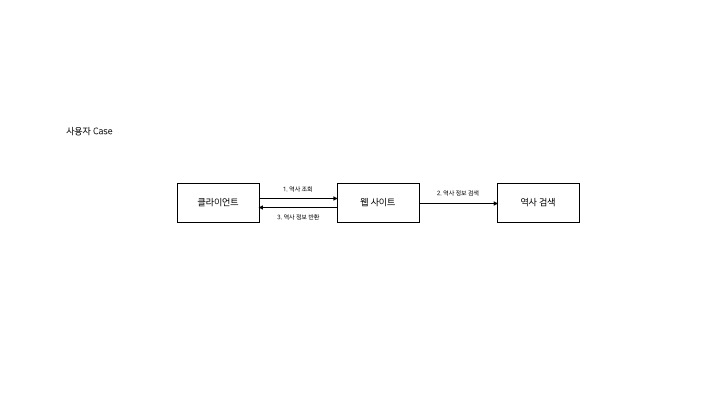 사용자 Case
1. 역사 조회
클라이언트
웹 사이트
2. 역사 정보 검색
역사 검색
3. 역사 정보 반환